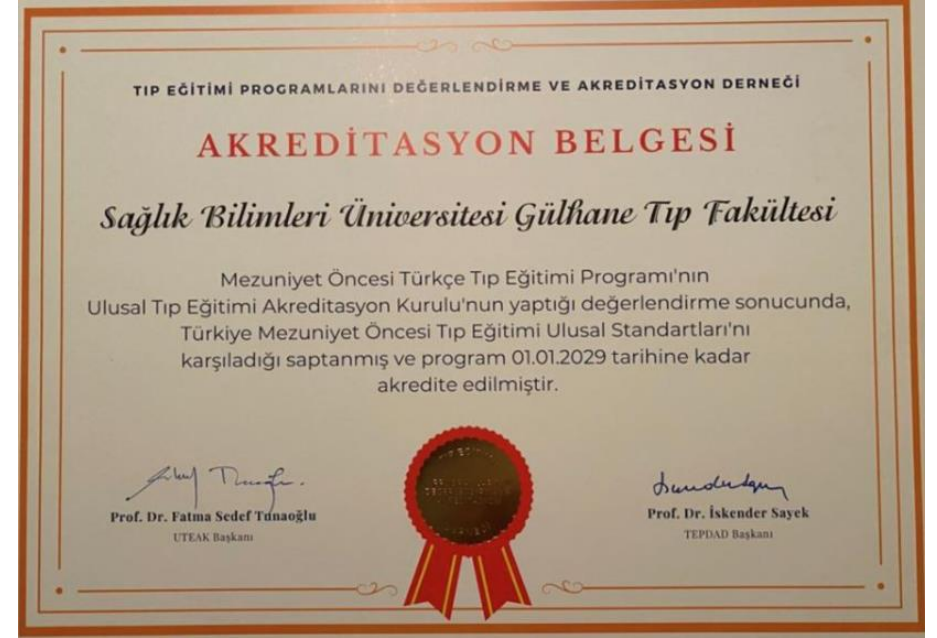 TIP EĞİTİMİ PROGRAMLARINI DEĞERLENDİRME VE AKREDİTASYON DERNEĞİ
AKREDİTASYON BELGESİ
Sağlık Bilimleri Üniversitesi Gülhane Tıp Fakültesi
Mezuniyet Öncesi Türkçe Tıp Eğitimi Programı'nın
Ulusal Tıp Eğitimi Akreditasyon Kurulu'nun yaptığı değerlendirme sonucunda,
Türkiye Mezuniyet Öncesi Tıp Eğitimi Ulusal Standartları'nı
karşıladığı saptanmış ve program 01.01.2029 tarihine kadar
akredite edilmiştir.
Prof. Dr. Fatma Sedef Tunaoğlu
UTEAK Başkanı
Prof. Dr. İskender Sayek
TEPDAD Başkanı